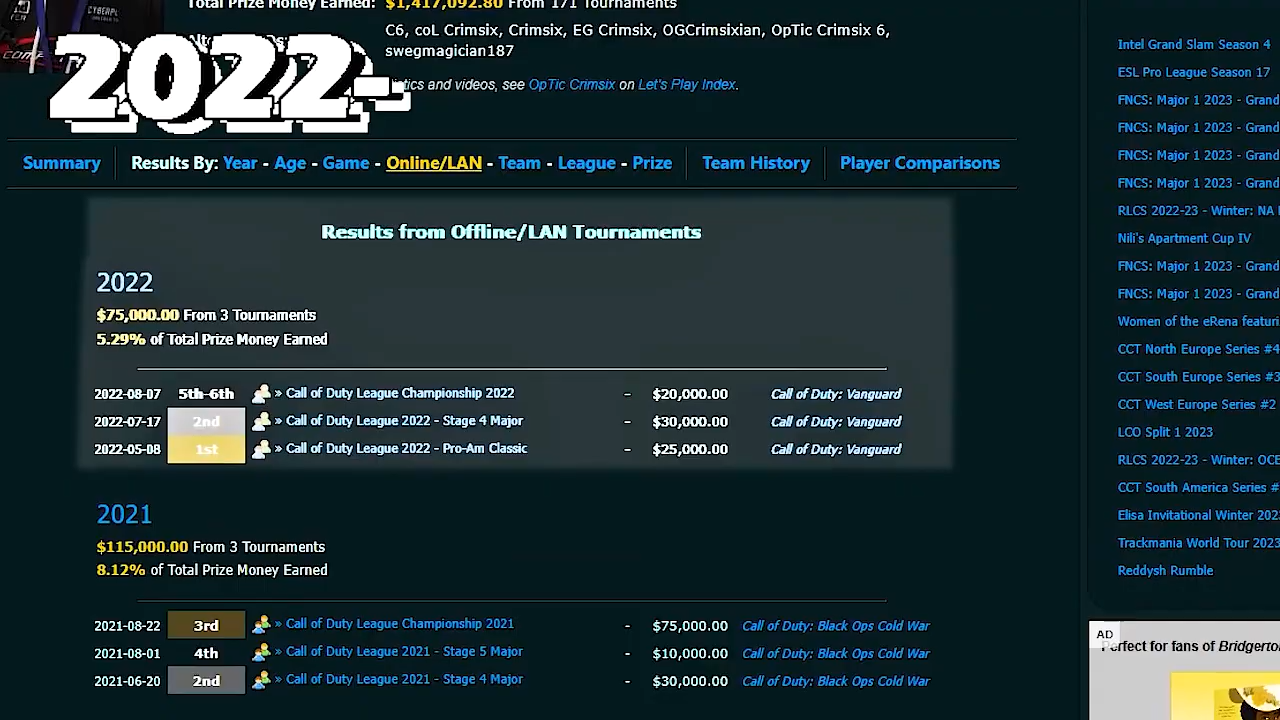 Total Prize Money Earned: $1,417,092.80 From 171 Tournaments
C6, coL Crimsix, Crimsix, EG Crimsix, OGCrimsixian, OpTic Crimsix 6,
swegmagician187
2022-
and videos, see OpTic Crimsix on Let's Play Index.
Summary
Results By: Year - Age - Game - Online/LAN - Team - League - Prize
Team History
Player Comparisons
Results from Offline/LAN Tournaments
2022
$75,000.00 From 3 Tournaments
5.29% of Total Prize Money Earned
2022-08-07 5th-6th » Call of Duty League Championship 2022 - $20,000.00 Call of Duty: Vanguard
2022-07-17 2nd » Call of Duty League 2022 - Stage 4 Major - $30,000.00 Call of Duty: Vanguard
2022-05-08 1st » Call of Duty League 2022 - Pro-Am Classic - $25,000.00 Call of Duty: Vanguard
2021
$115,000.00 From 3 Tournaments
8.12% of Total Prize Money Earned
2021-08-22 3rd » Call of Duty League Championship 2021 - $75,000.00 Call of Duty: Black Ops Cold War
2021-08-01 4th » Call of Duty League 2021 - Stage 5 Major - $10,000.00 Call of Duty: Black Ops Cold War
2021-06-20 2nd » Call of Duty League 2021 - Stage 4 Major - $30,000.00 Call of Duty: Black Ops Cold War
Intel Grand Slam Season 4
ESL Pro League Season 17
FNCS: Major 1 2023 - Grand
FNCS: Major 1 2023 - Grand
FNCS: Major 1 2023 - Grand
FNCS: Major 1 2023 - Grand
RLCS 2022-23 - Winter: NA
Nili's Apartment Cup IV
FNCS: Major 1 2023 - Grand
FNCS: Major 1 2023 - Grand
Women of the eRena
CCT North Europe Series #4
CCT South Europe Series #3
CCT West Europe Series #2
LCO Split 1 2023
RLCS 2022-23 - Winter: OCE
CCT South America Series #
Elisa Invitational Winter
Trackmania World Tour 2023
Reddysh Rumble
AD
Perfect for fans of